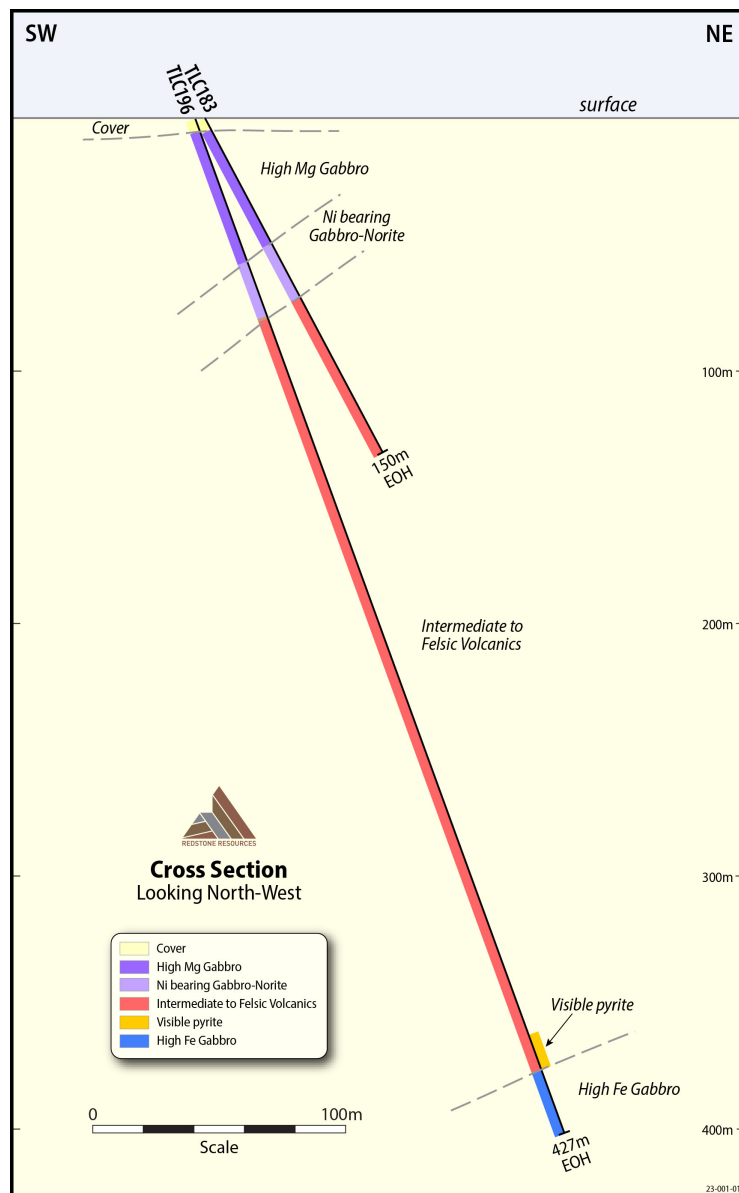 SW
NE
TLC196
TLC183
surface
Cover
High Mg Gabbro
Ni bearing
Gabbro-Norite
100m
150m
EOH
200m
Intermediate to
Felsic Volcanics
REDSTONE RESOURCES
Cross Section
Looking North-West
300m
Cover
High Mg Gabbro
Ni bearing Gabbro-Norite
Intermediate to Felsic Volcanics
Visible pyrite
High Fe Gabbro
Visible pyrite
High Fe Gabbro
0
100m
Scale
400m
427m
EOH
23-001-01